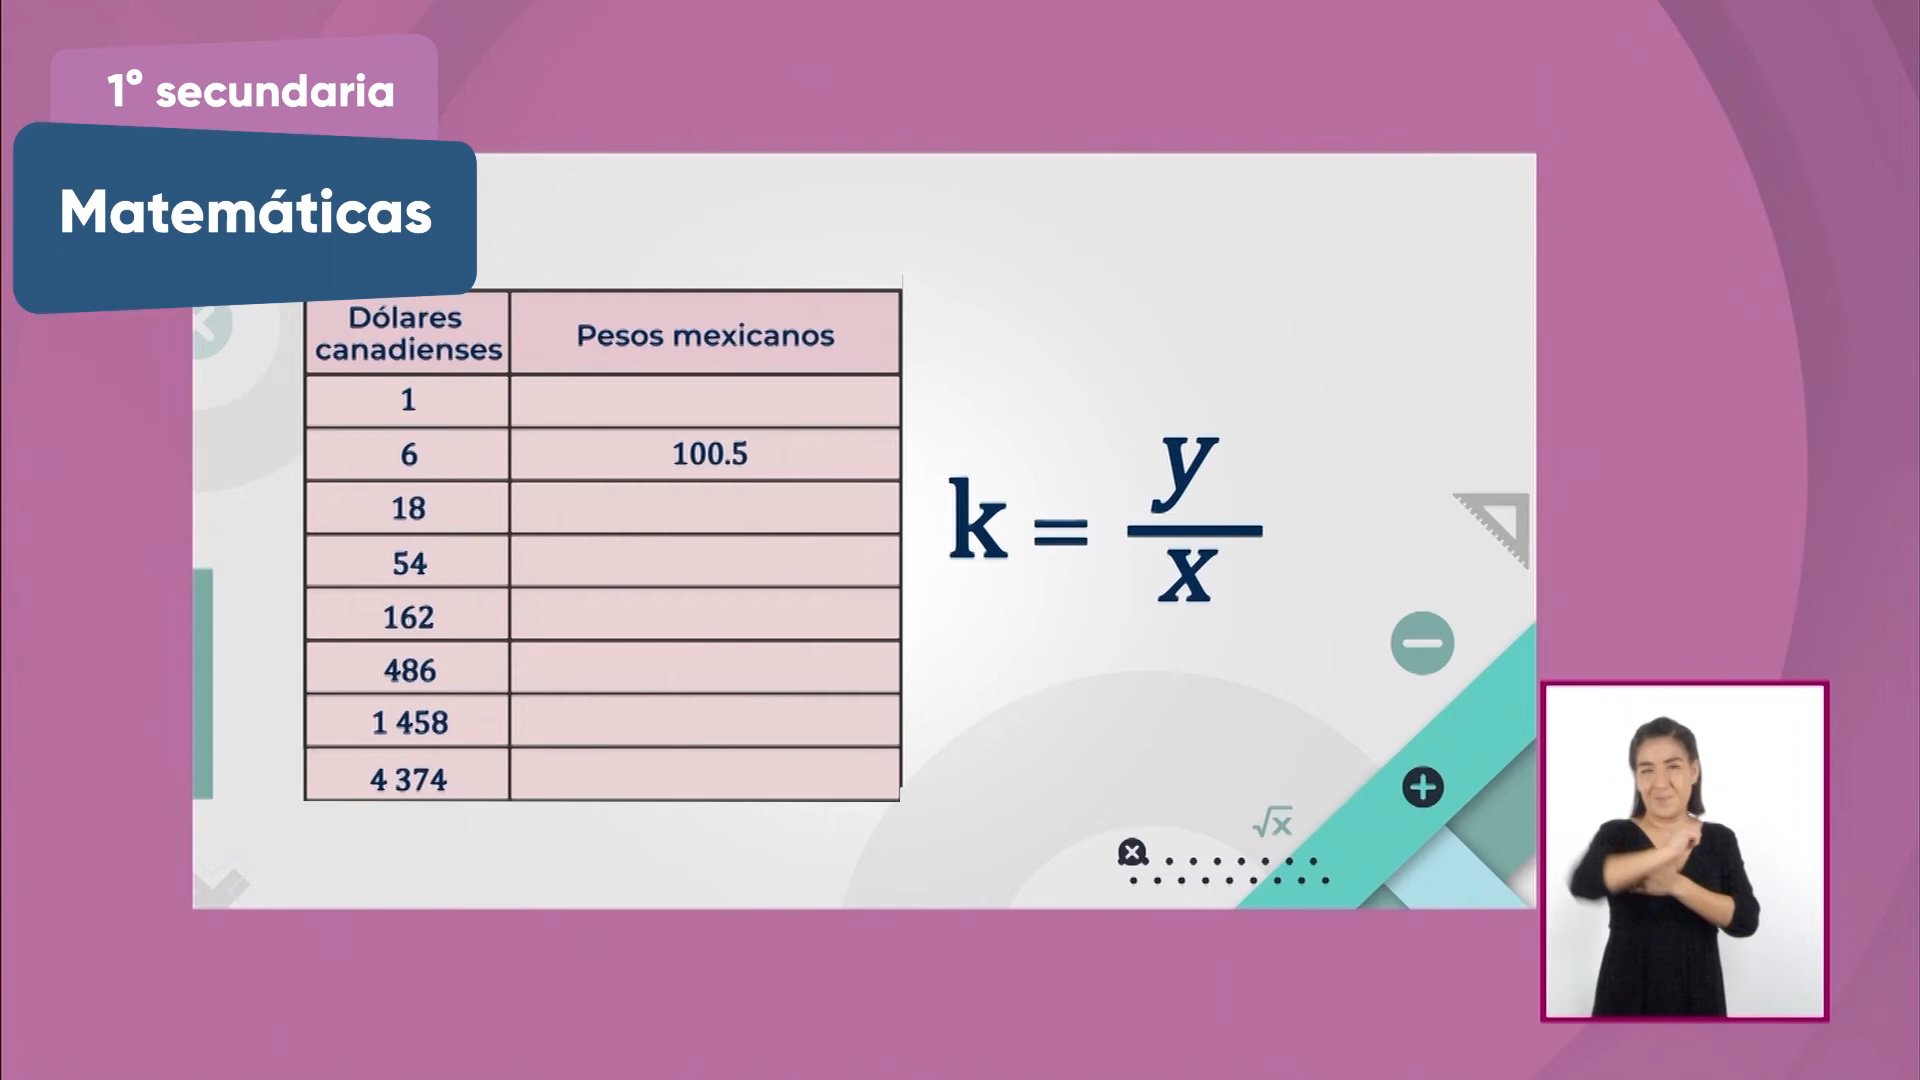 1° secundaria
Matemáticas
Dólares canadienses Pesos mexicanos
1
6 100.5
18
54
162
486
1 458
4 374
k = y/x
√x